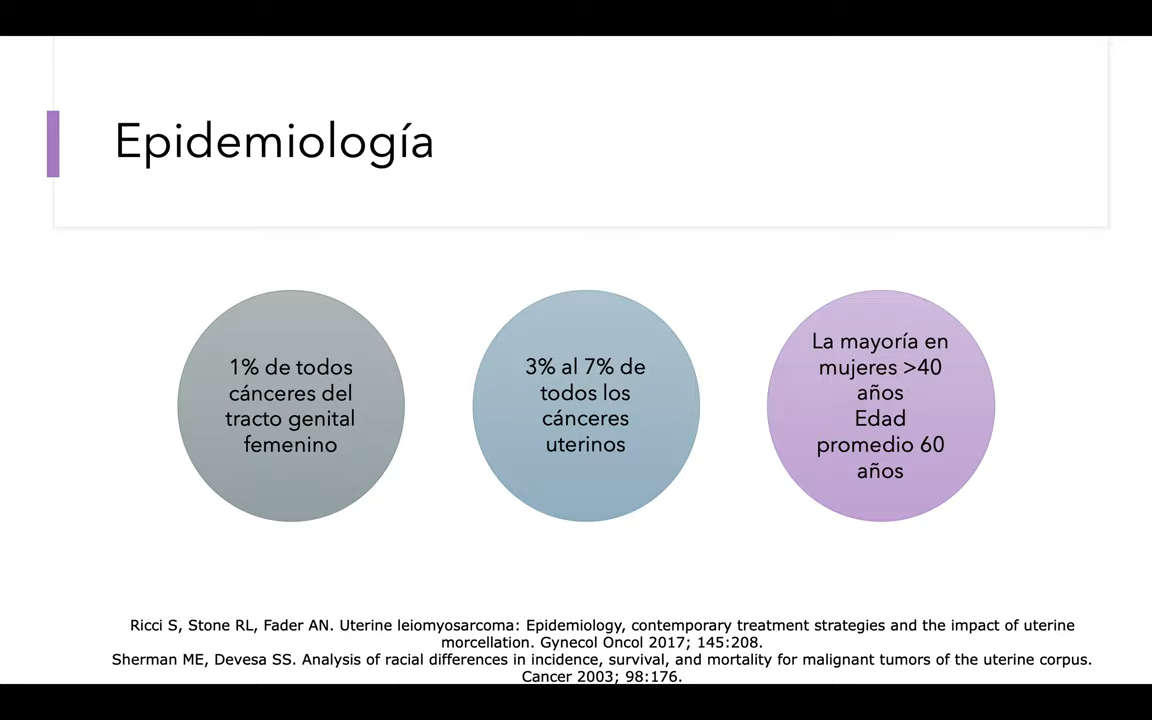 Epidemiología
1% de todos
cánceres del
tracto genital
femenino
3% al 7% de
todos los
cánceres
uterinos
La mayoría en
mujeres >40
años
Edad
promedio 60
años
Ricci S, Stone RL, Fader AN. Uterine leiomyosarcoma: Epidemiology, contemporary treatment strategies and the impact of uterine
morcellation. Gynecol Oncol 2017; 145:208.
Sherman ME, Devesa SS. Analysis of racial differences in incidence, survival, and mortality for malignant tumors of the uterine corpus.
Cancer 2003; 98:176.